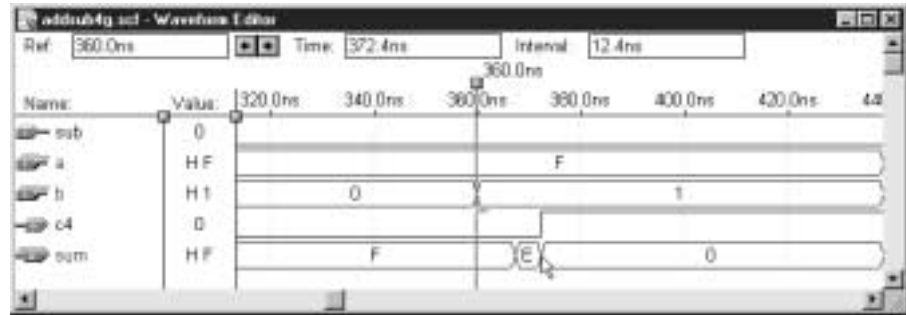 addsub4g.scf - Waveform Editor
Ref: 360.0ns Time: 372.4ns Interval: 12.4ns
360.0ns
Name: Value: 320.0ns 340.0ns 360.0ns 380.0ns 400.0ns 420.0ns 44
sub 0
a H F F
b H 1 0 1
c4 0
sum H F F E 0